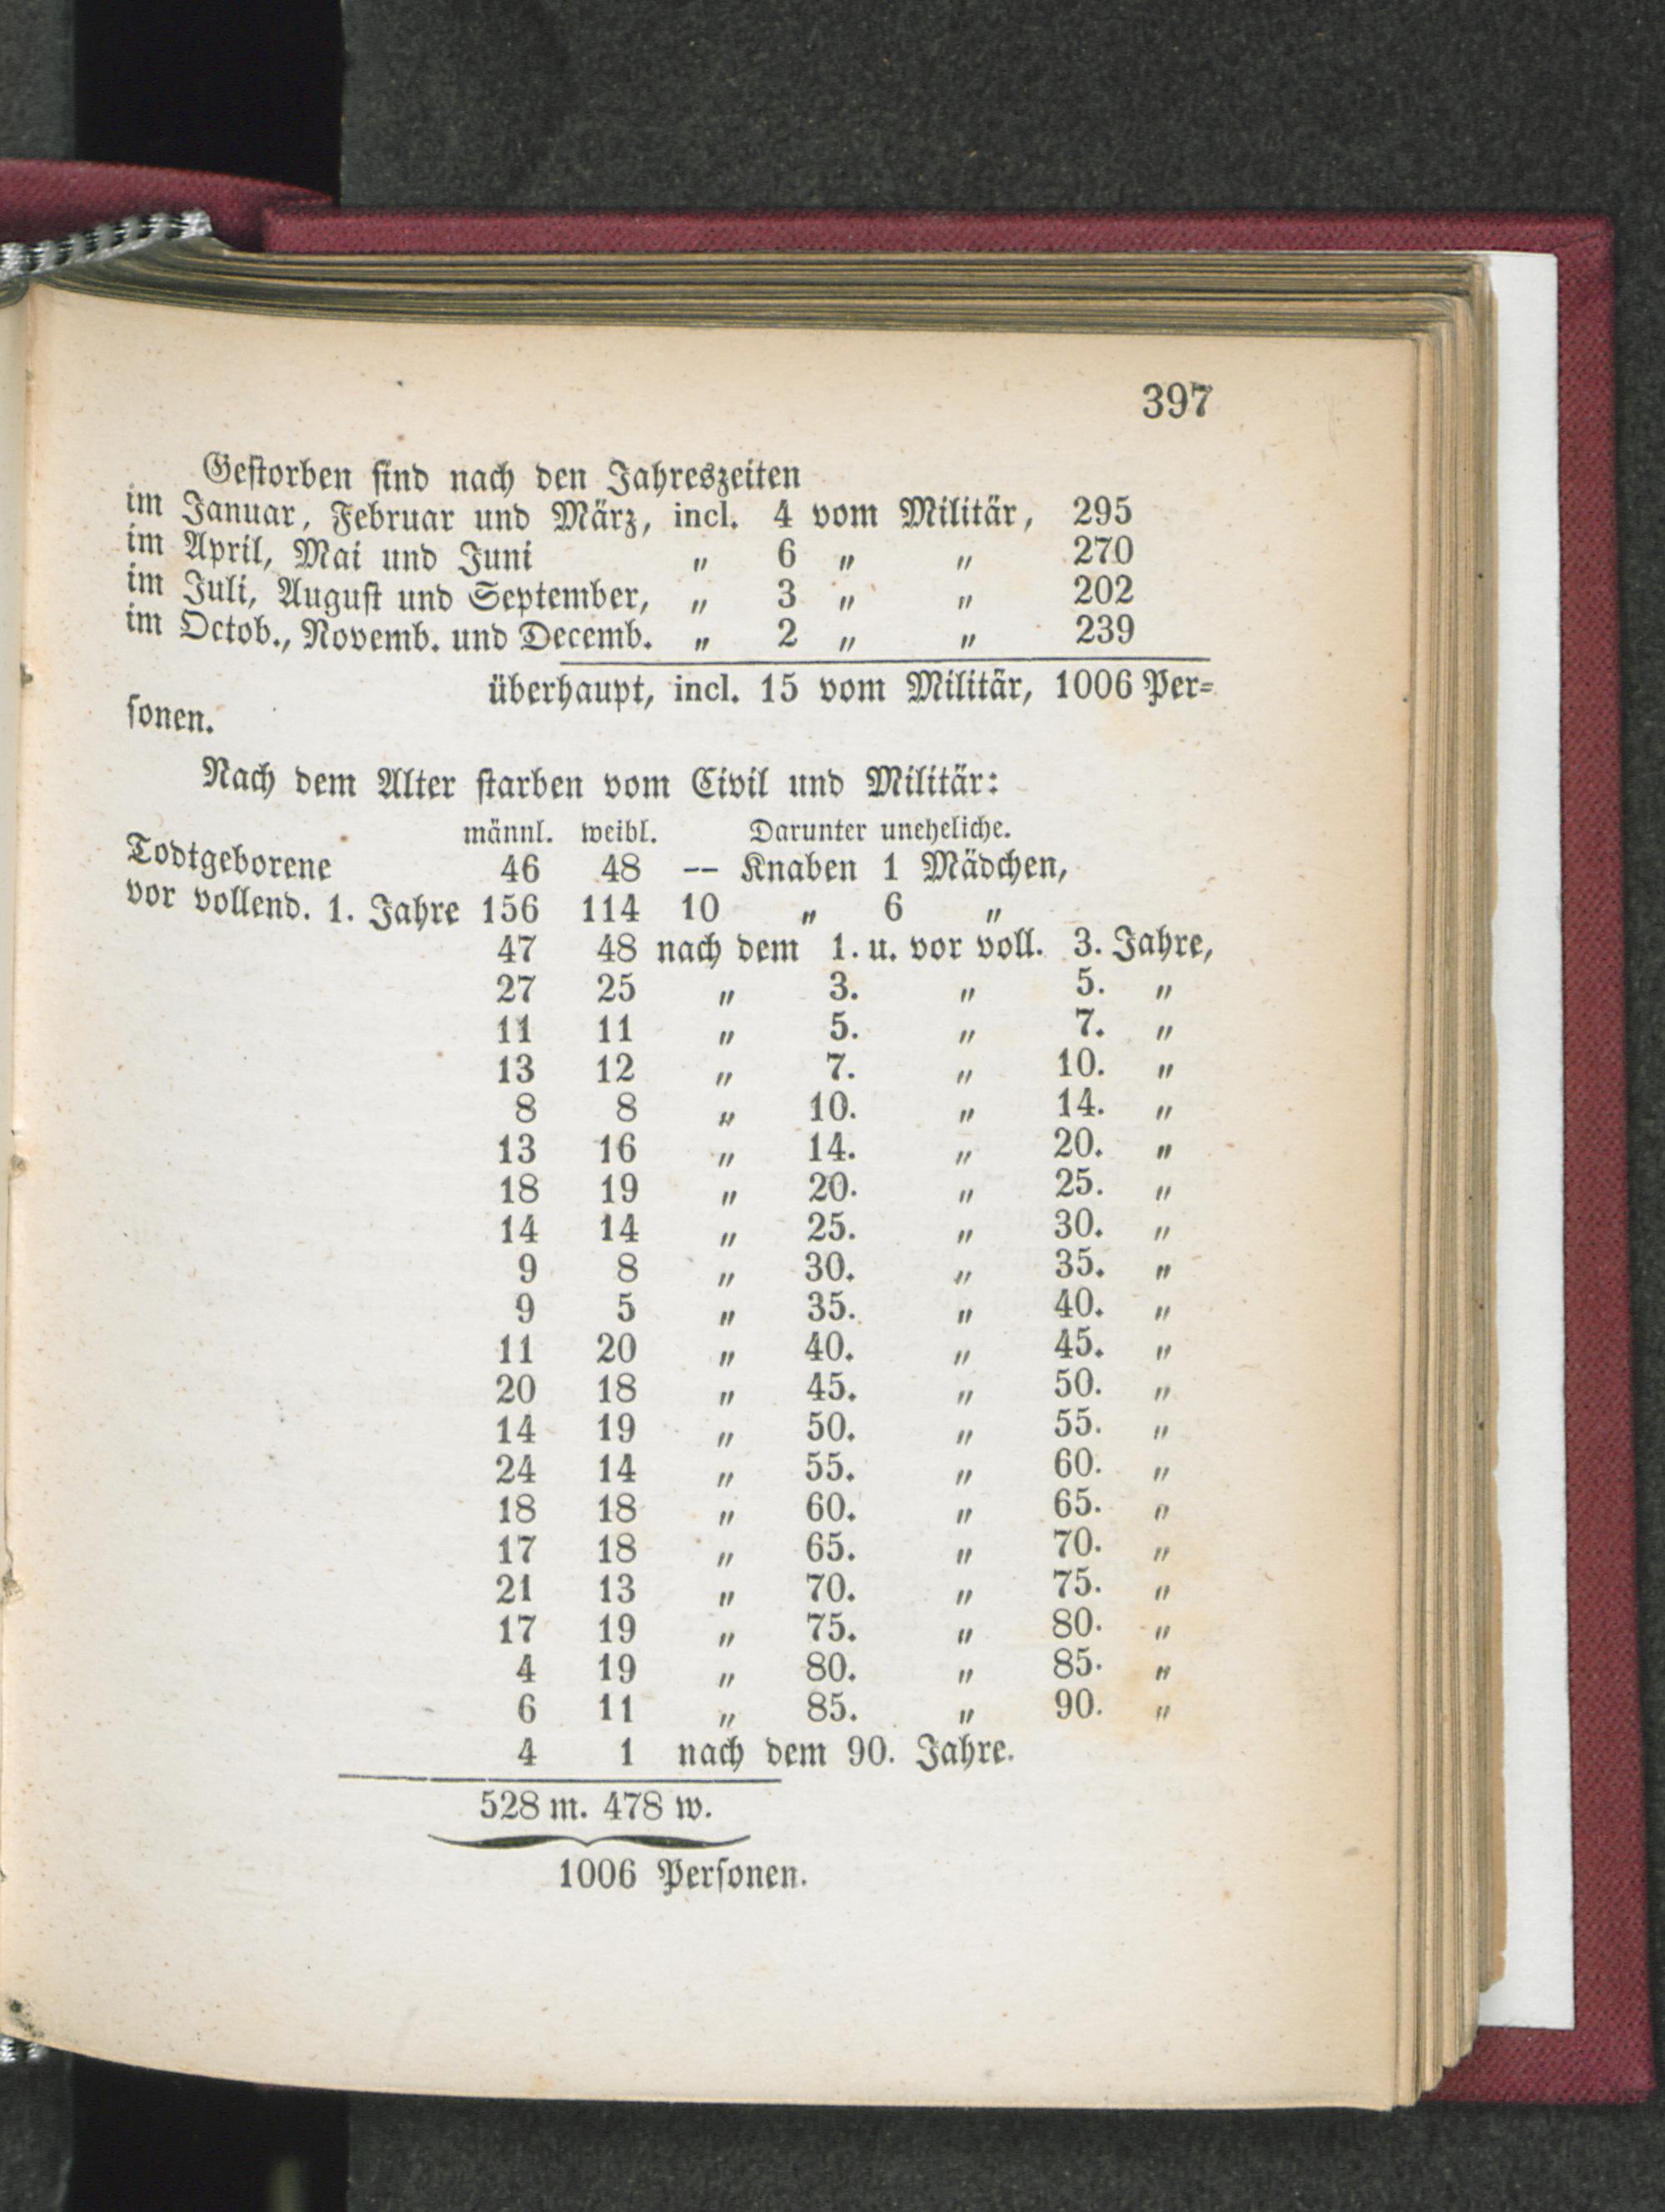 397
Gestorben sind nach den Jahreszeiten
im Januar, Februar und März, incl. 4 vom Militär, 295
im April, Mai und Juni „ 6 „ „ 270
im Juli, August und September, „ 3 „ „ 202
im Octob., Novemb. und Decemb. „ 2 „ „ 239
überhaupt, incl. 15 vom Militär, 1006 Per-
sonen.
Nach dem Alter starben vom Civil und Militär:
männl. weibl. Darunter uneheliche.
Todtgeborene 46 48 -- Knaben 1 Mädchen,
vor vollend. 1. Jahre 156 114 10 „ 6 „
47 48 nach dem 1. u. vor voll. 3. Jahre,
27 25 „ 3. „ 5. „
11 11 „ 5. „ 7. „
13 12 „ 7. „ 10. „
8 8 „ 10. „ 14. „
13 16 „ 14. „ 20. „
18 19 „ 20. „ 25. „
14 14 „ 25. „ 30. „
9 8 „ 30. „ 35. „
9 5 „ 35. „ 40. „
11 20 „ 40. „ 45. „
20 18 „ 45. „ 50. „
14 19 „ 50. „ 55. „
24 14 „ 55. „ 60. „
18 18 „ 60. „ 65. „
17 18 „ 65. „ 70. „
21 13 „ 70. „ 75. „
17 19 „ 75. „ 80. „
4 19 „ 80. „ 85. „
6 11 „ 85. „ 90. „
4 1 nach dem 90. Jahre.
528 m. 478 w.
1006 Personen.